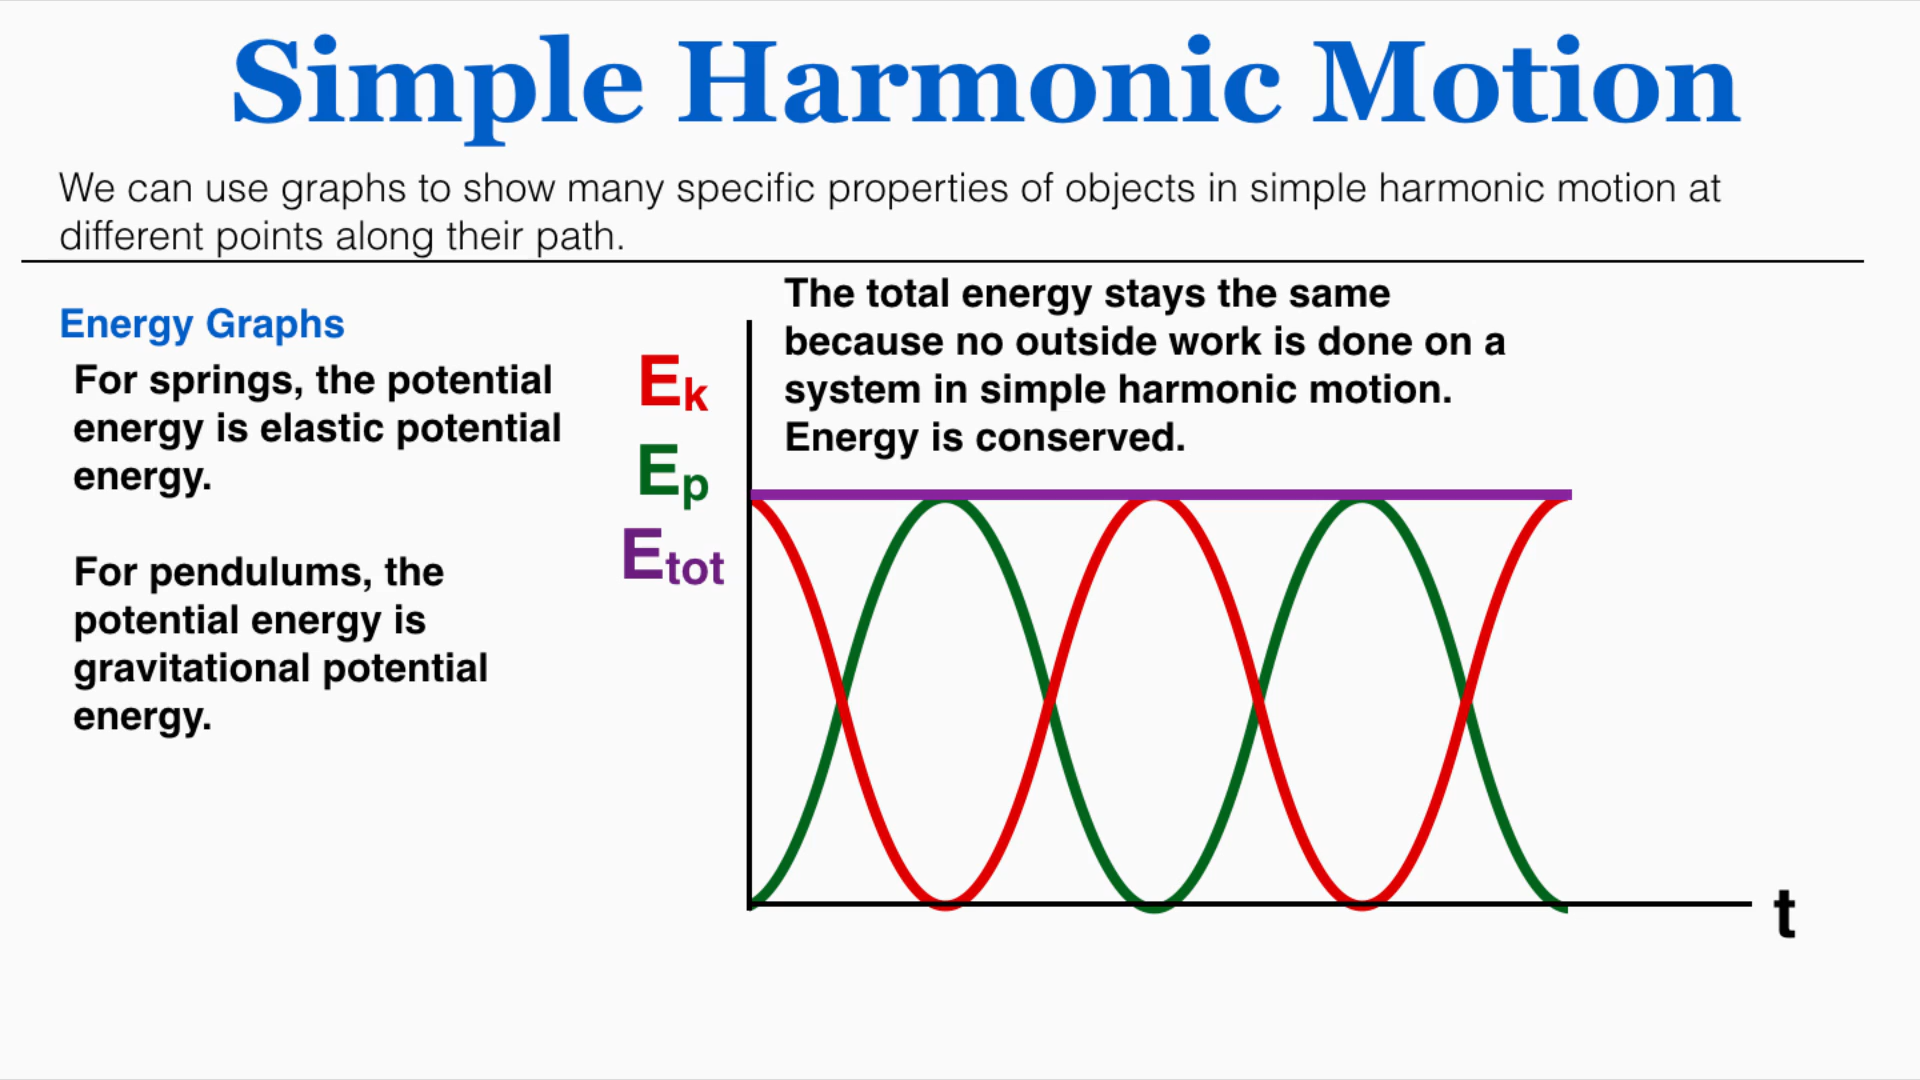 Simple Harmonic Motion
We can use graphs to show many specific properties of objects in simple harmonic motion at
different points along their path.
Energy Graphs
For springs, the potential
energy is elastic potential
energy.
For pendulums, the
potential energy is
gravitational potential
energy.
The total energy stays the same
because no outside work is done on a
system in simple harmonic motion.
Energy is conserved.
Ek
Ep
Etot
t